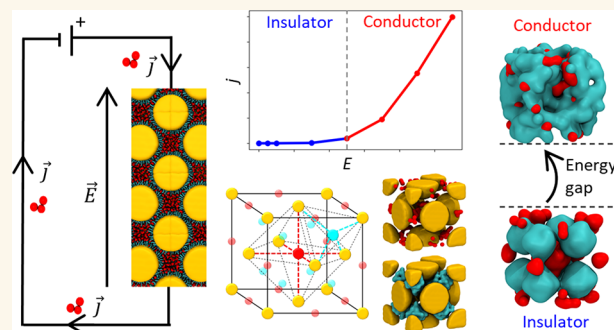 +
j⃗
Insulator
Conductor
j
E
Conductor
j⃗
E⃗
Energy
gap
j⃗
Insulator